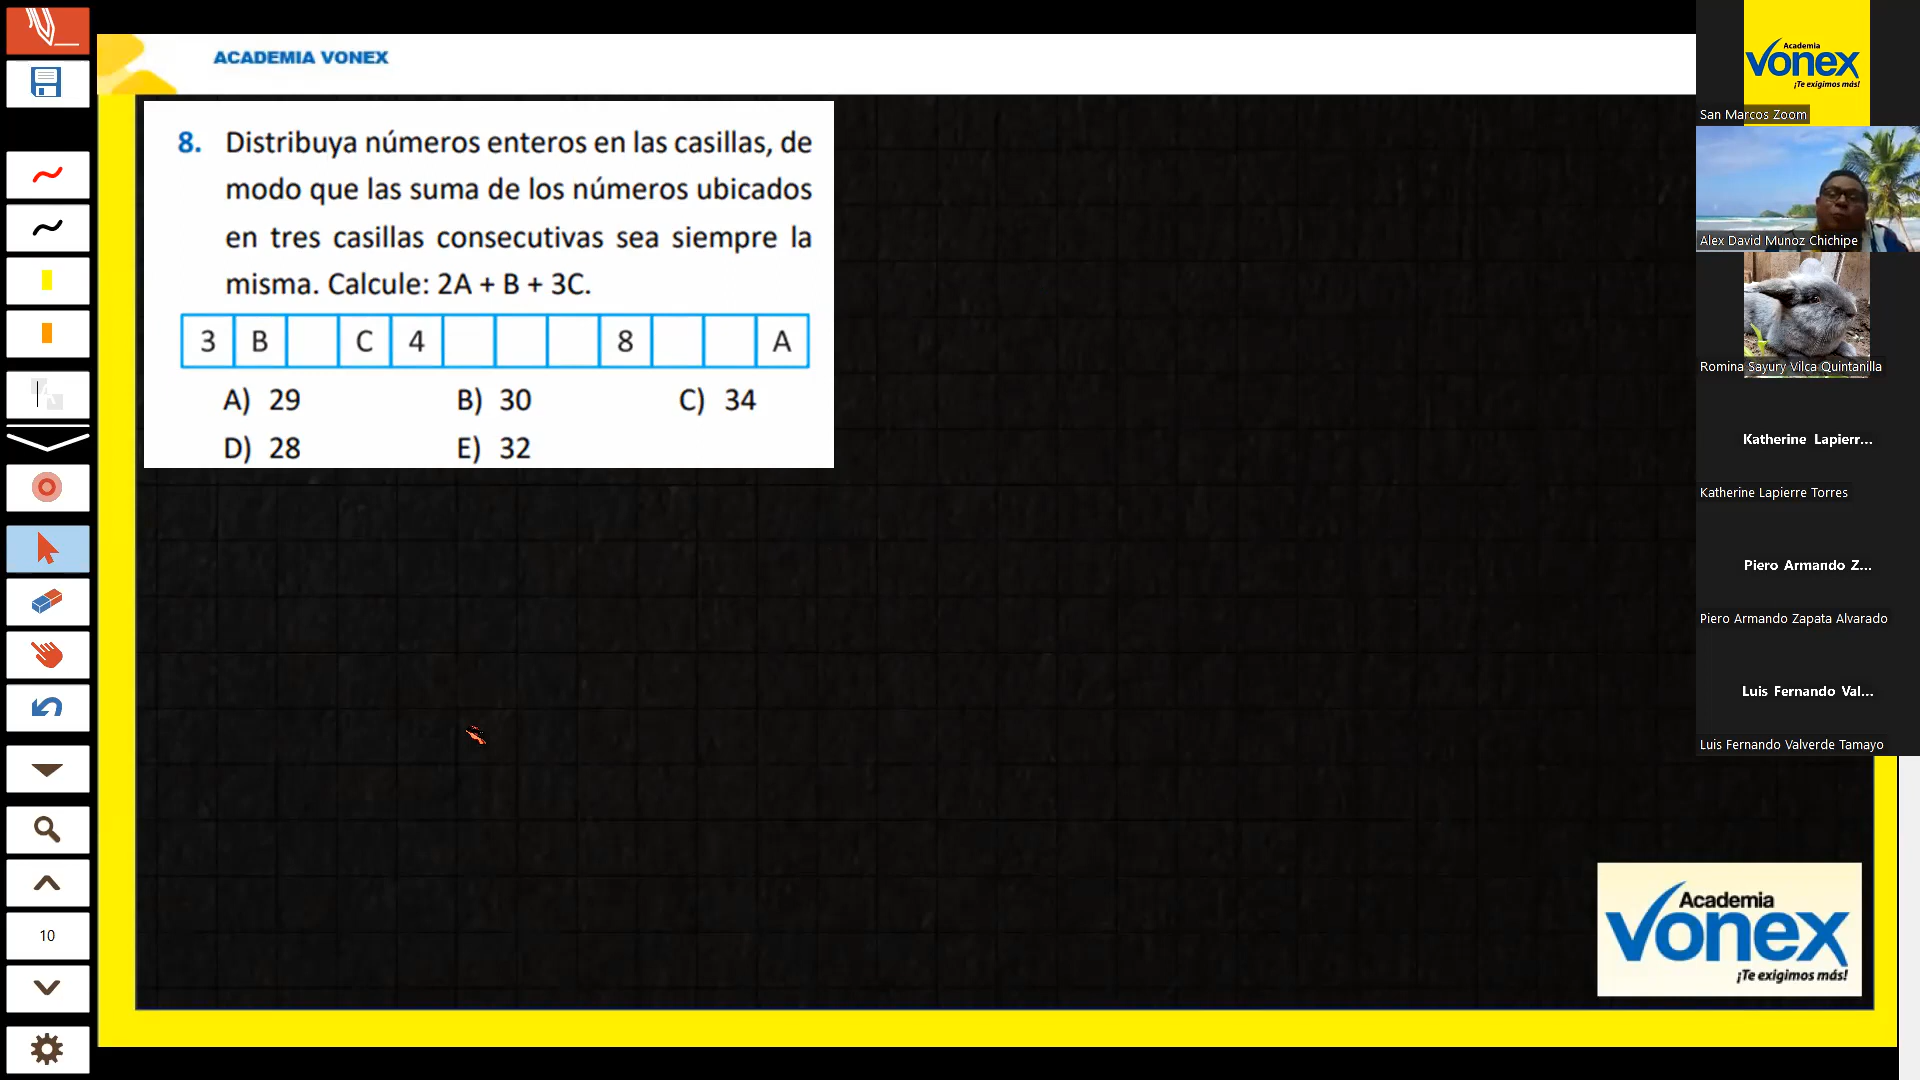 ACADEMIA VONEX
8. Distribuya números enteros en las casillas, de
modo que las suma de los números ubicados
en tres casillas consecutivas sea siempre la
misma. Calcule: 2A + B + 3C.
3 B C 4 8 A
A) 29 B) 30 C) 34
D) 28 E) 32
Academia
vonex
¡Te exigimos más!
San Marcos Zoom
Alex David Munoz Chichipe
Romina Sayury Vilca Quintanilla
Katherine Lapierr...
Katherine Lapierre Torres
Piero Armando Z...
Piero Armando Zapata Alvarado
Luis Fernando Val...
Luis Fernando Valverde Tamayo
10
Academia
vonex
¡Te exigimos más!